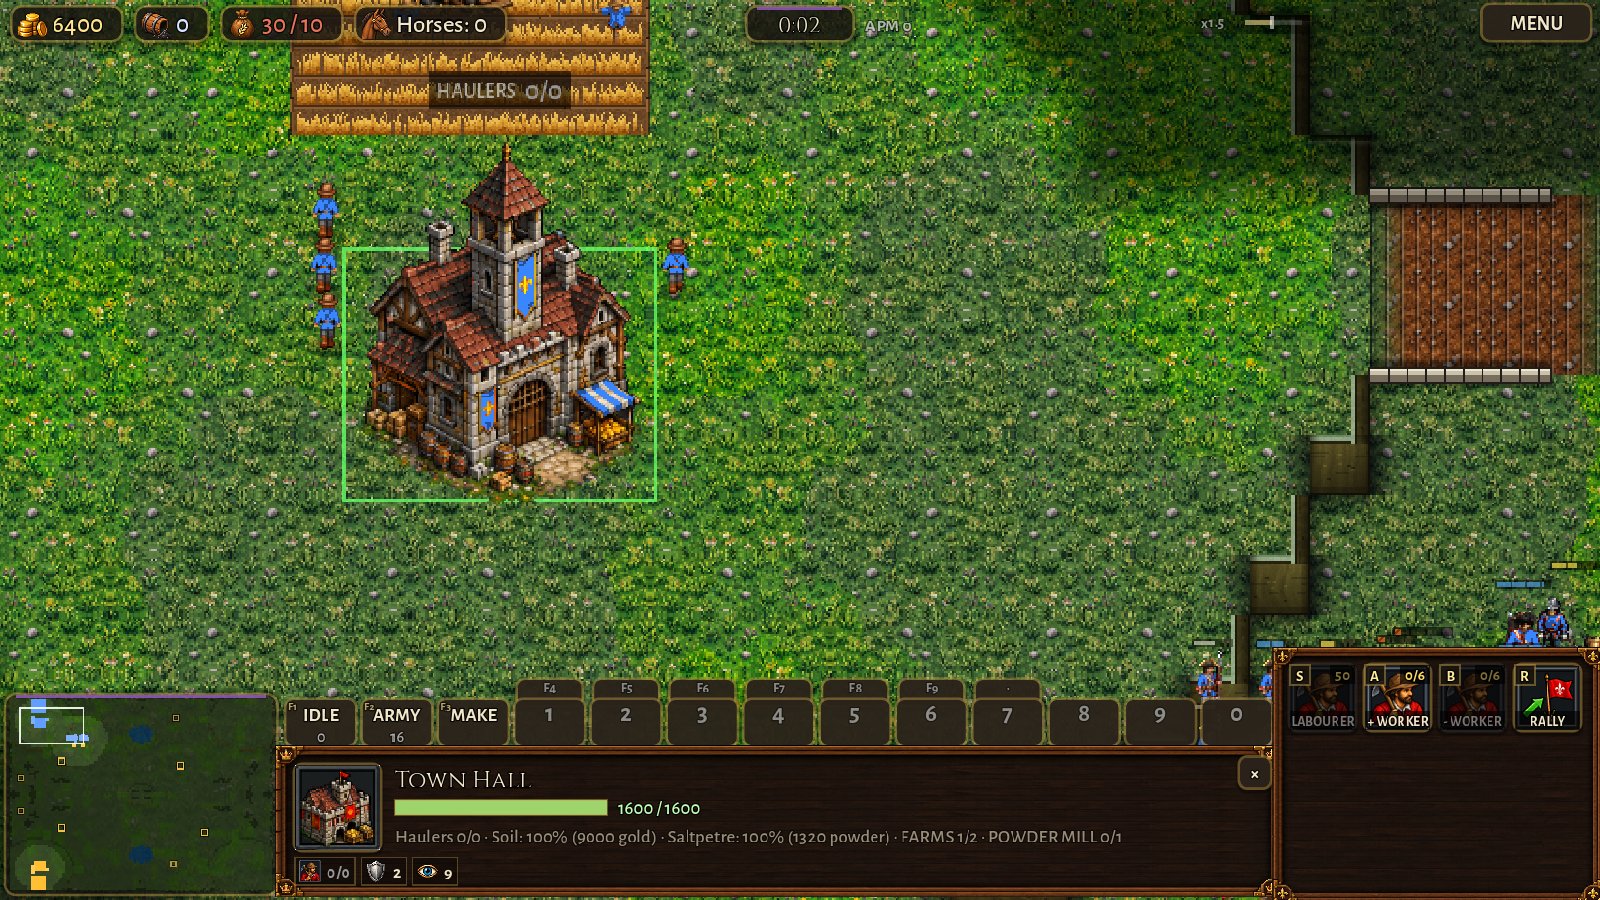 6400
0
30/10
Horses: 0
0:02
APM 0
x1.5
MENU
HAULERS 0/0
F1 IDLE 0
F2 ARMY 16
F3 MAKE
F4 1
F5 2
F6 3
F7 4
F8 5
F9 6
7
8
9
0
TOWN HALL
1600/1600
Haulers 0/0 · Soil: 100% (9000 gold) · Saltpetre: 100% (1320 powder) · FARMS 1/2 · POWDER MILL 0/1
0/0
2
9
x
S 50 LABOURER
A 0/6 +WORKER
B 0/6 -WORKER
R RALLY